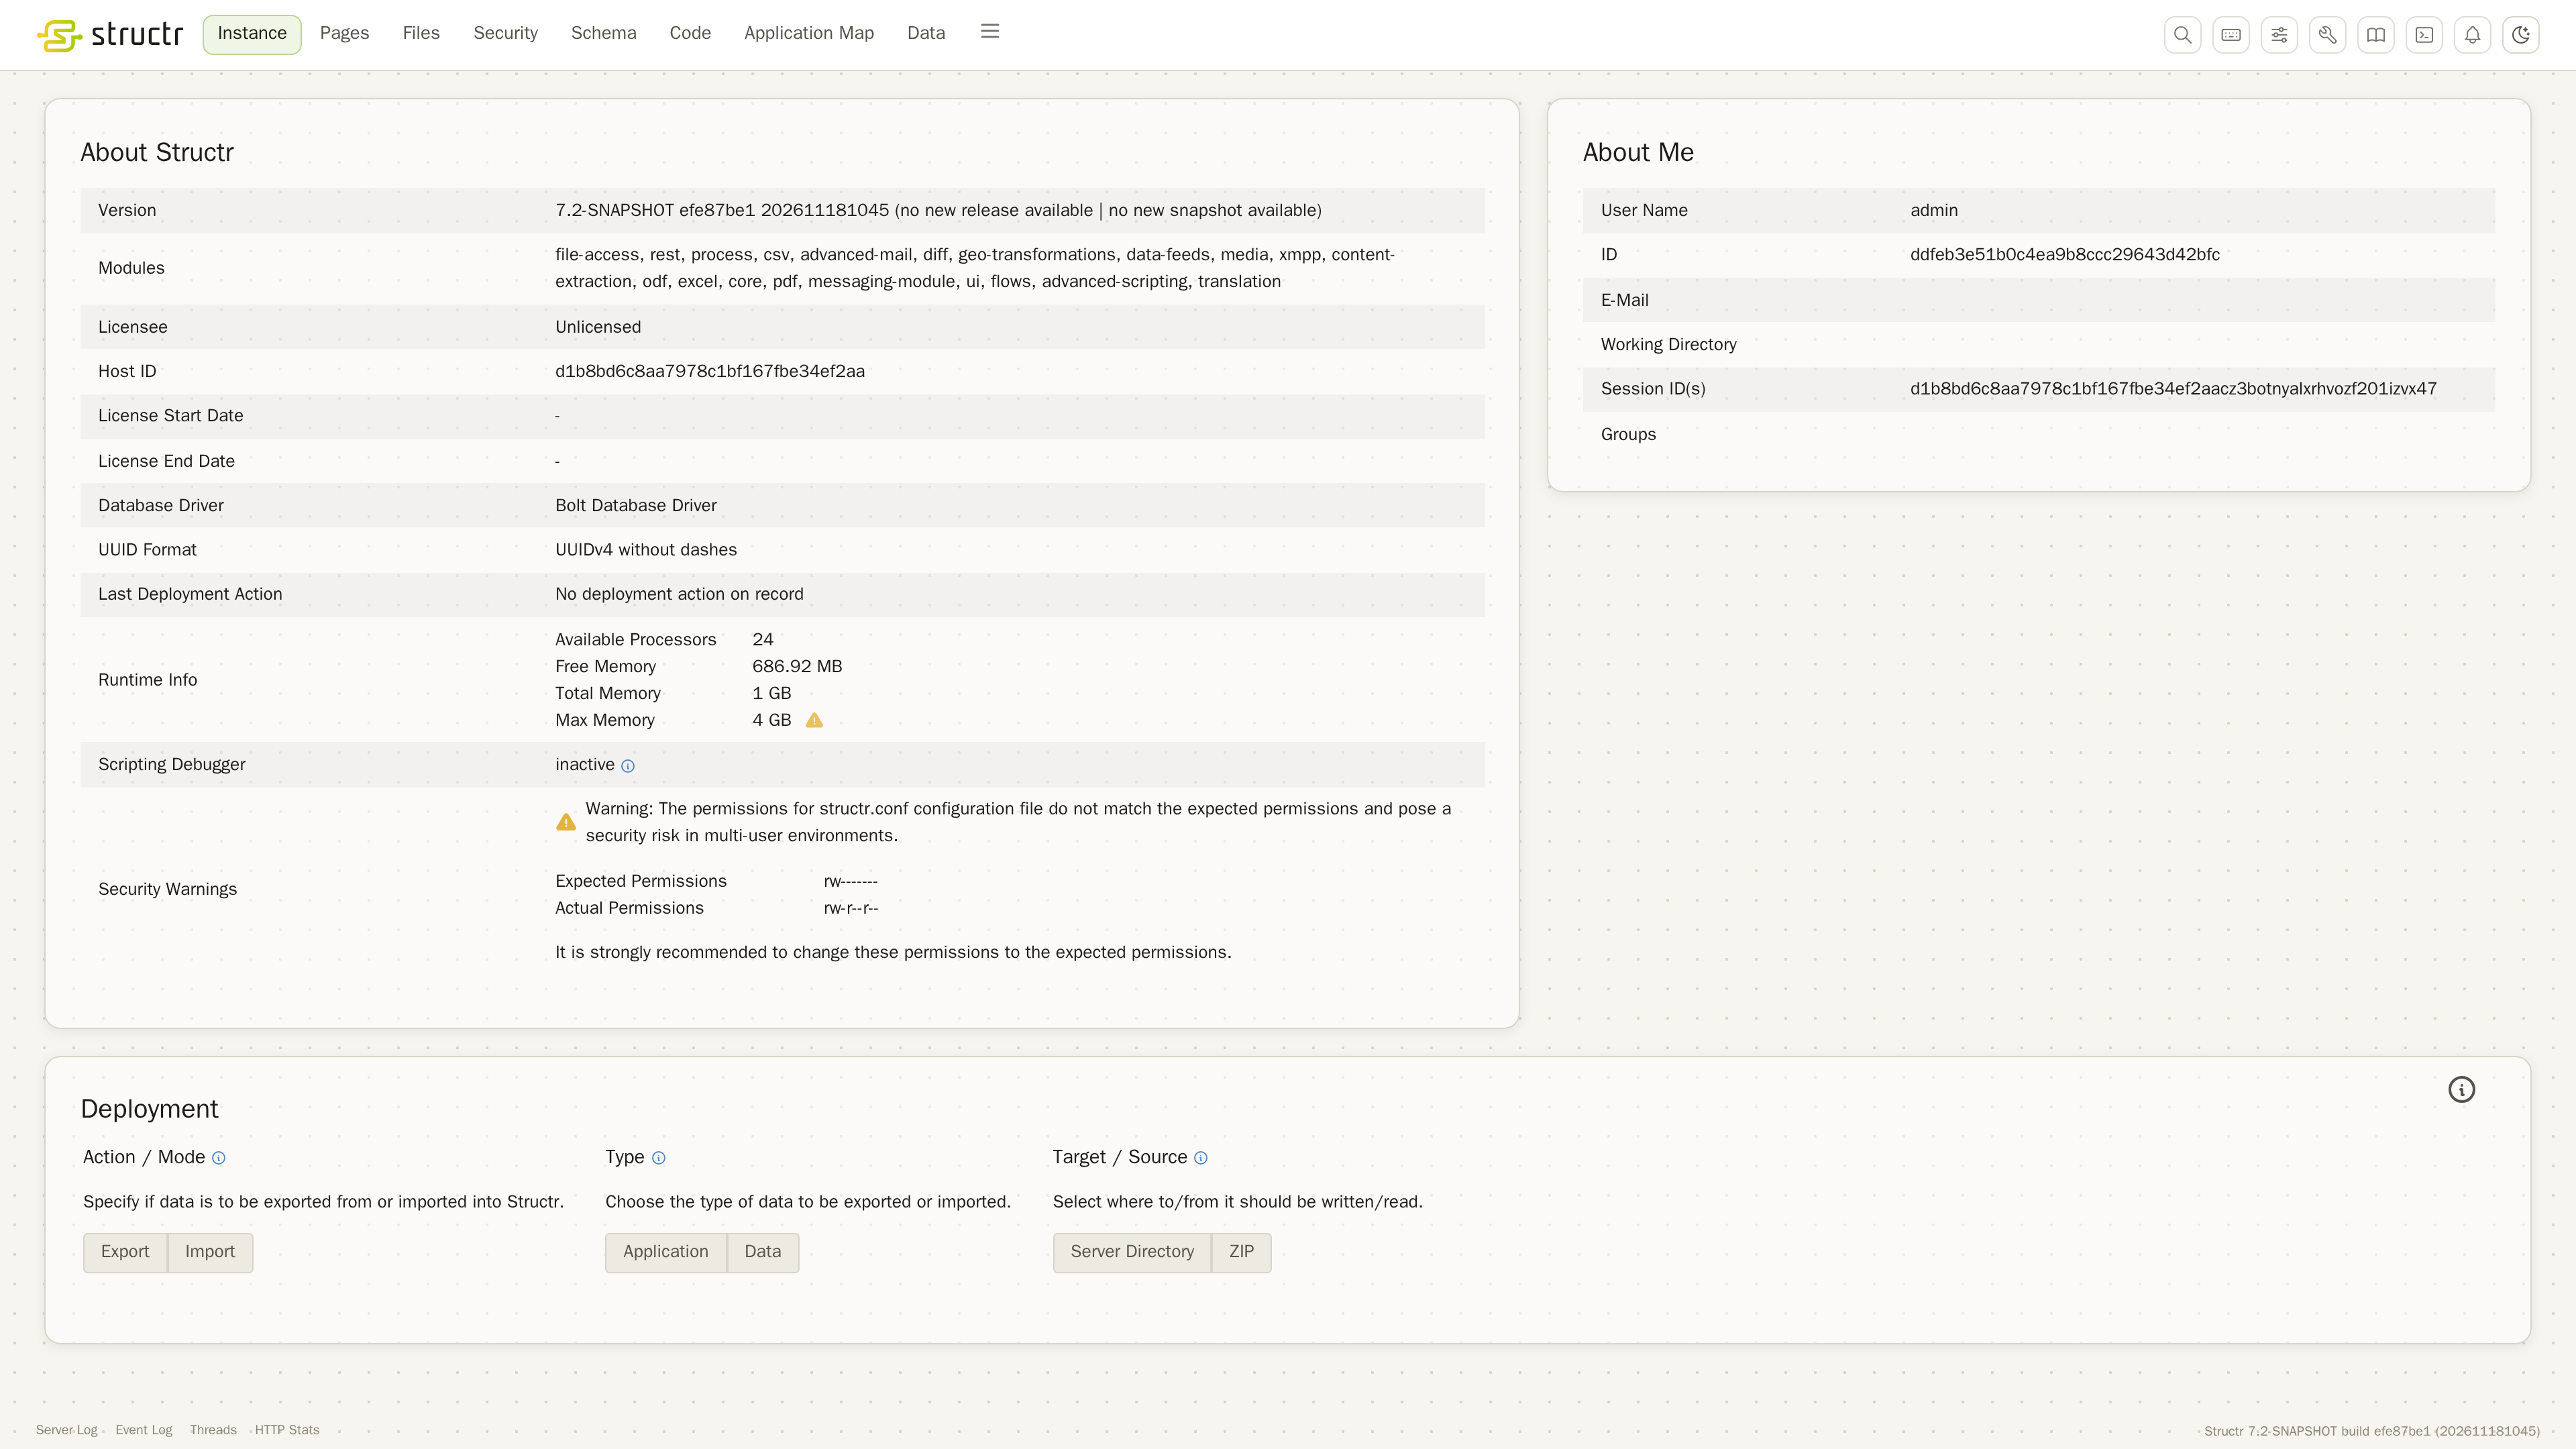 structr
Instance
Pages
Files
Security
Schema
Code
Application Map
Data
About Structr
Version
7.2-SNAPSHOT efe87be1 202611181045 (no new release available | no new snapshot available)
Modules
file-access, rest, process, csv, advanced-mail, diff, geo-transformations, data-feeds, media, xmpp, content-
extraction, odf, excel, core, pdf, messaging-module, ui, flows, advanced-scripting, translation
Licensee
Unlicensed
Host ID
d1b8bd6c8aa7978c1bf167fbe34ef2aa
License Start Date
-
License End Date
-
Database Driver
Bolt Database Driver
UUID Format
UUIDv4 without dashes
Last Deployment Action
No deployment action on record
Runtime Info
Available Processors 24
Free Memory 686.92 MB
Total Memory 1 GB
Max Memory 4 GB
Scripting Debugger
inactive
Security Warnings
Warning: The permissions for structr.conf configuration file do not match the expected permissions and pose a
security risk in multi-user environments.
Expected Permissions rw-------
Actual Permissions rw-r--r--
It is strongly recommended to change these permissions to the expected permissions.
About Me
User Name
admin
ID
ddfeb3e51b0c4ea9b8ccc29643d42bfc
E-Mail
Working Directory
Session ID(s)
d1b8bd6c8aa7978c1bf167fbe34ef2aacz3botnyalxrhvozf201izvx47
Groups
Deployment
Action / Mode
Specify if data is to be exported from or imported into Structr.
Export
Import
Type
Choose the type of data to be exported or imported.
Application
Data
Target / Source
Select where to/from it should be written/read.
Server Directory
ZIP
Server Log
Event Log
Threads
HTTP Stats
Structr 7.2-SNAPSHOT build efe87be1 (202611181045)